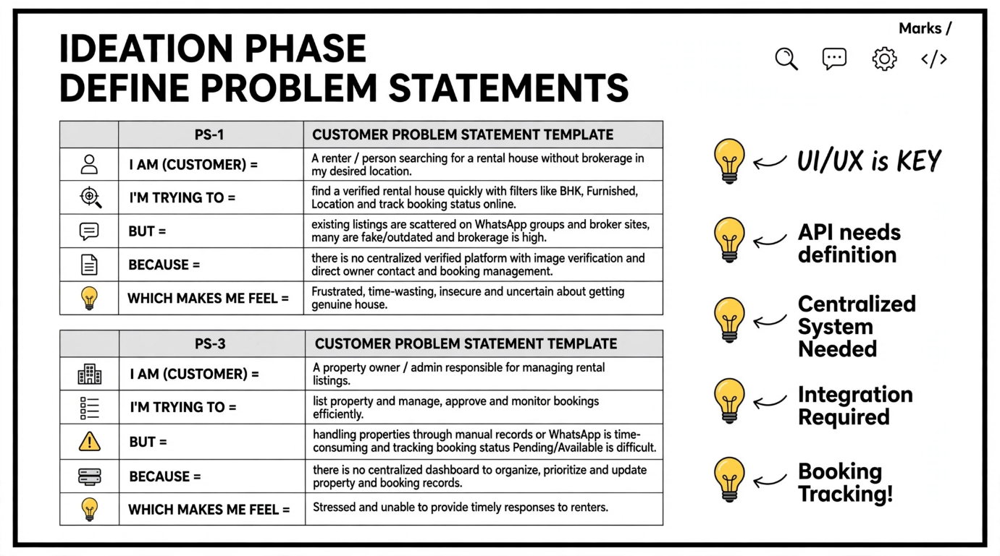 Marks /
IDEATION PHASE
DEFINE PROBLEM STATEMENTS
</>
PS-1 CUSTOMER PROBLEM STATEMENT TEMPLATE
I AM (CUSTOMER) = A renter / person searching for a rental house without brokerage in
my desired location.
I'M TRYING TO = find a verified rental house quickly with filters like BHK, Furnished,
Location and track booking status online.
BUT = existing listings are scattered on WhatsApp groups and broker sites,
many are fake/outdated and brokerage is high.
BECAUSE = there is no centralized verified platform with image verification and
direct owner contact and booking management.
WHICH MAKES ME FEEL = Frustrated, time-wasting, insecure and uncertain about getting
genuine house.
PS-3 CUSTOMER PROBLEM STATEMENT TEMPLATE
I AM (CUSTOMER) = A property owner / admin responsible for managing rental
listings.
I'M TRYING TO = list property and manage, approve and monitor bookings
efficiently.
BUT = handling properties through manual records or WhatsApp is time-
consuming and tracking booking status Pending/Available is difficult.
BECAUSE = there is no centralized dashboard to organize, prioritize and update
property and booking records.
WHICH MAKES ME FEEL = Stressed and unable to provide timely responses to renters.
UI/UX is KEY
API needs
definition
Centralized
System
Needed
Integration
Required
Booking
Tracking!